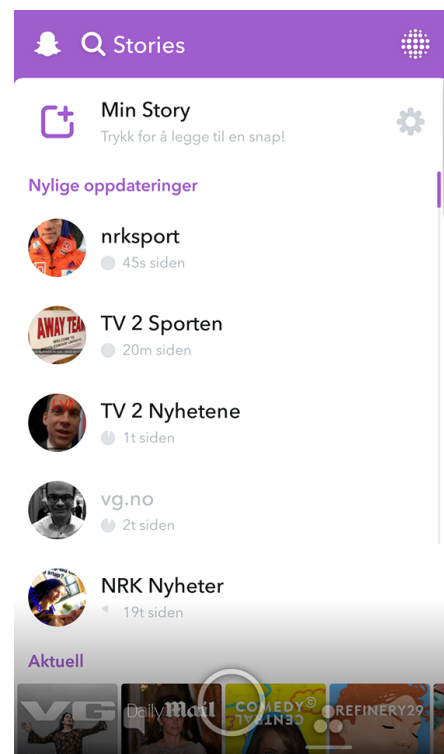 Stories
Min Story
Trykk for å legge til en snap!
Nylige oppdateringer
nrksport
45s siden
AWAY TEAM
TV 2 Sporten
20m siden
TV 2 Nyhetene
1t siden
vg.no
2t siden
NRK Nyheter
19t siden
Aktuell
VG
Daily Mail
COMEDY
CENTRAL
REFINERY29